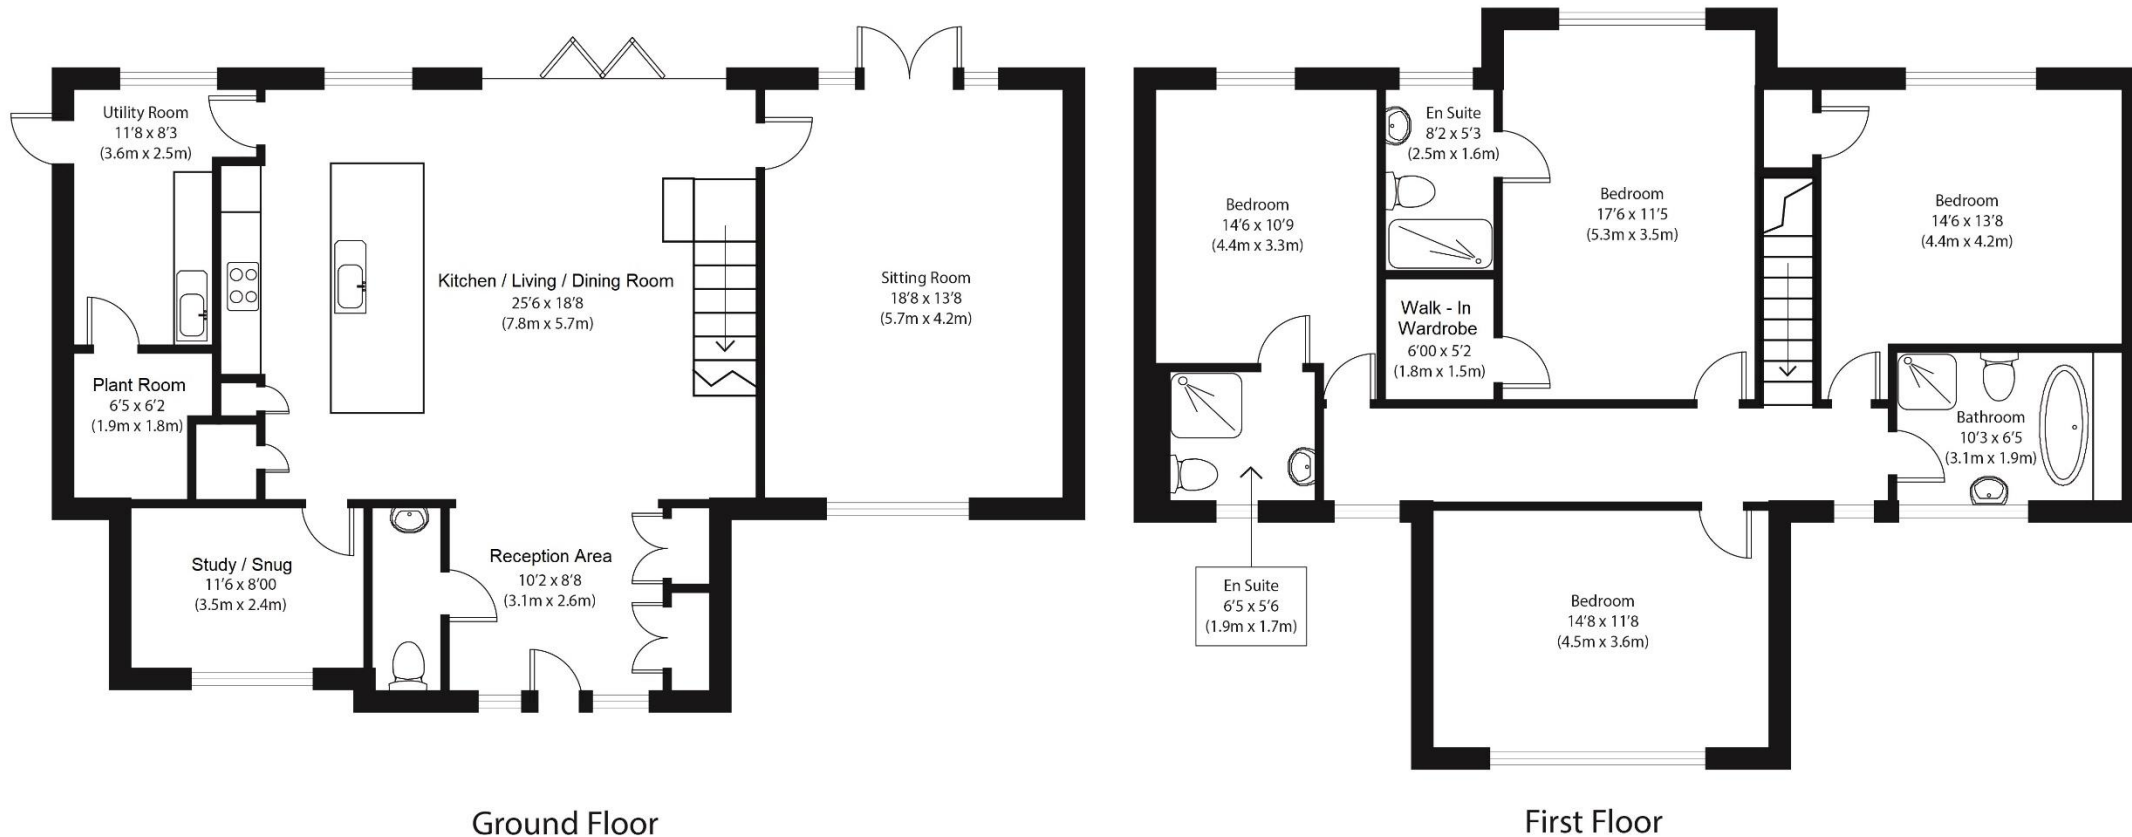 Utility Room
11'8 x 8'3
(3.6m x 2.5m)
Kitchen / Living / Dining Room
25'6 x 18'8
(7.8m x 5.7m)
Sitting Room
18'8 x 13'8
(5.7m x 4.2m)
Plant Room
6'5 x 6'2
(1.9m x 1.8m)
Study / Snug
11'6 x 8'00
(3.5m x 2.4m)
Reception Area
10'2 x 8'8
(3.1m x 2.6m)
Ground Floor
Bedroom
14'6 x 10'9
(4.4m x 3.3m)
En Suite
8'2 x 5'3
(2.5m x 1.6m)
Bedroom
17'6 x 11'5
(5.3m x 3.5m)
Bedroom
14'6 x 13'8
(4.4m x 4.2m)
Walk - In
Wardrobe
6'00 x 5'2
(1.8m x 1.5m)
Bathroom
10'3 x 6'5
(3.1m x 1.9m)
En Suite
6'5 x 5'6
(1.9m x 1.7m)
Bedroom
14'8 x 11'8
(4.5m x 3.6m)
First Floor